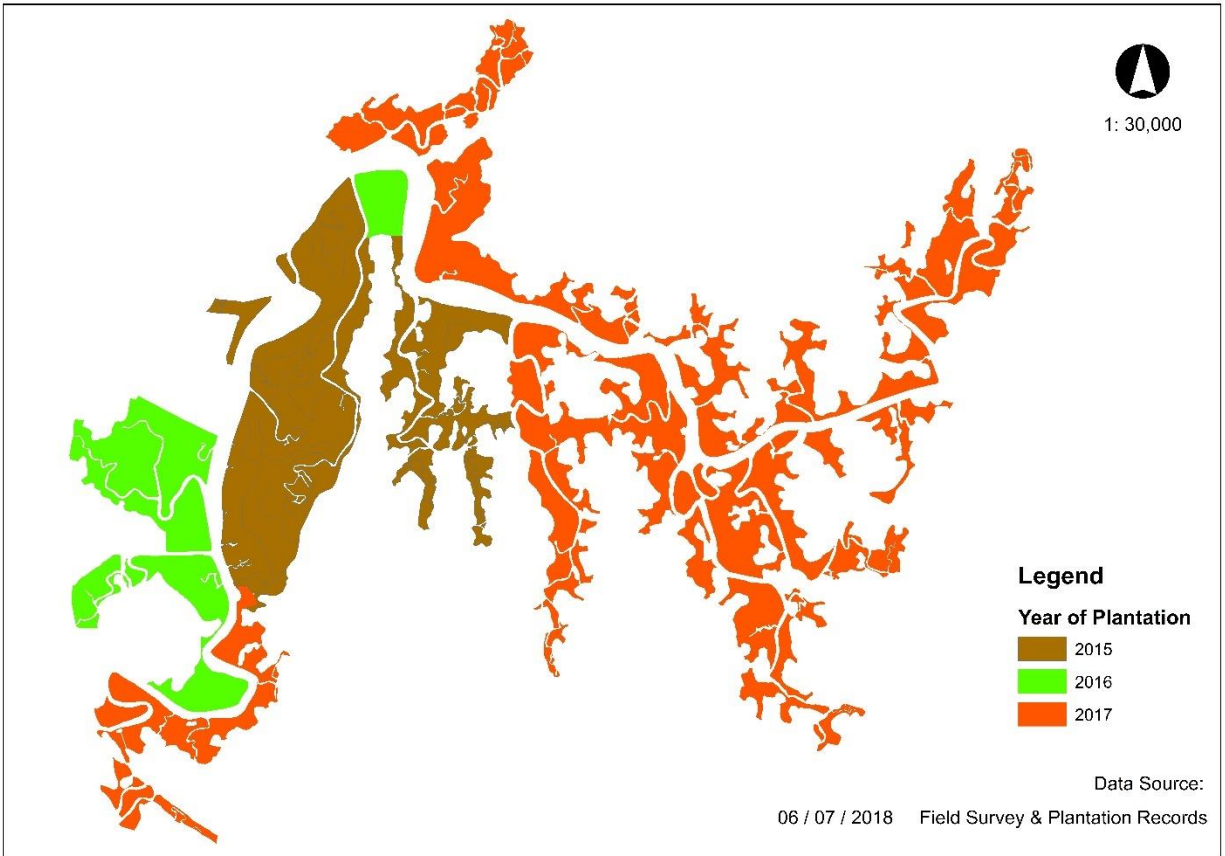 1: 30,000
Legend
Year of Plantation
2015
2016
2017
Data Source:
06 / 07 / 2018 Field Survey & Plantation Records